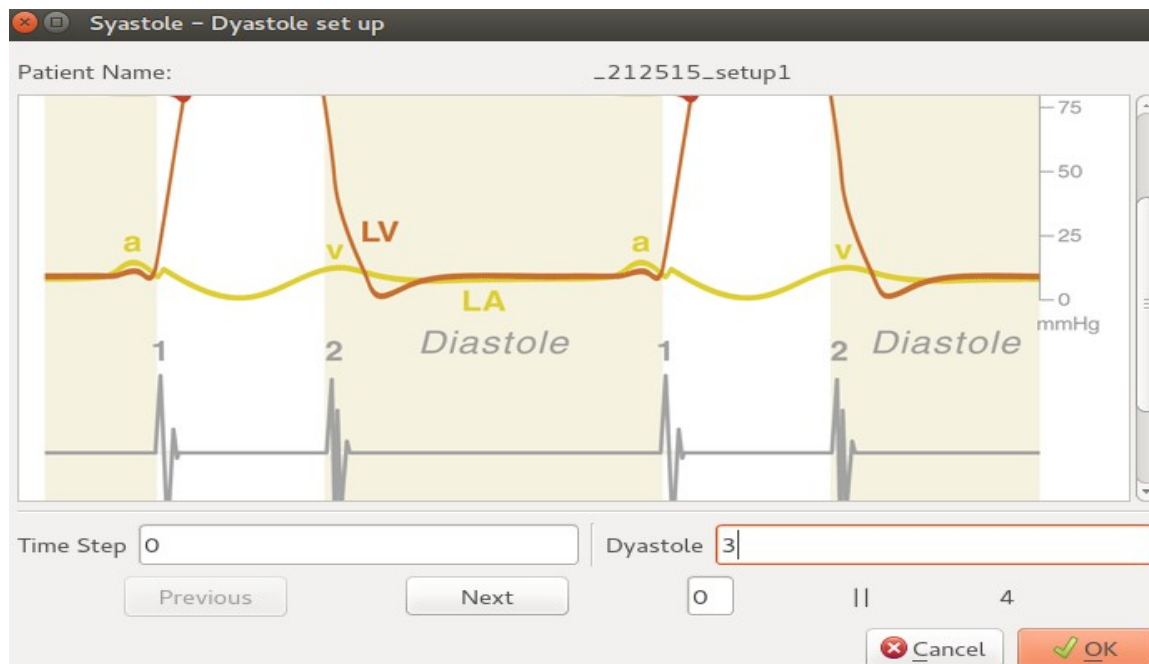 Syastole – Dyastole set up
Patient Name: _212515_setup1
75
50
a LV v 25 a v
LA 0
mmHg
1 2 Diastole 1 2 Diastole
Time Step 0 Dyastole 3
Previous Next 0 || 4
Cancel OK